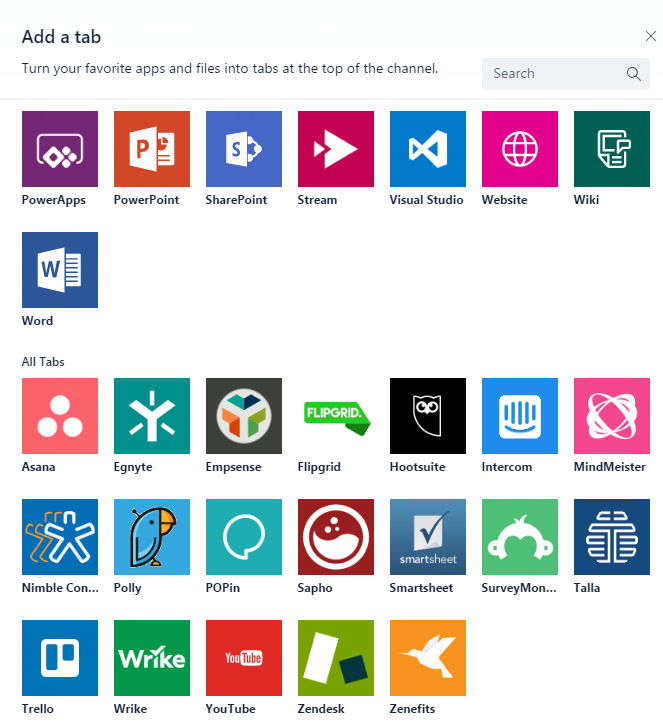 Add a tab
Turn your favorite apps and files into tabs at the top of the channel.
Search
P
S
PowerApps PowerPoint SharePoint Stream Visual Studio Website Wiki
W
Word
All Tabs
FLIPGRID.
Asana Egnyte Empsense Flipgrid Hootsuite Intercom MindMeister
smartsheet
Nimble Con... Polly POPin Sapho Smartsheet SurveyMon... Talla
Wrike
YouTube
Trello Wrike YouTube Zendesk Zenefits